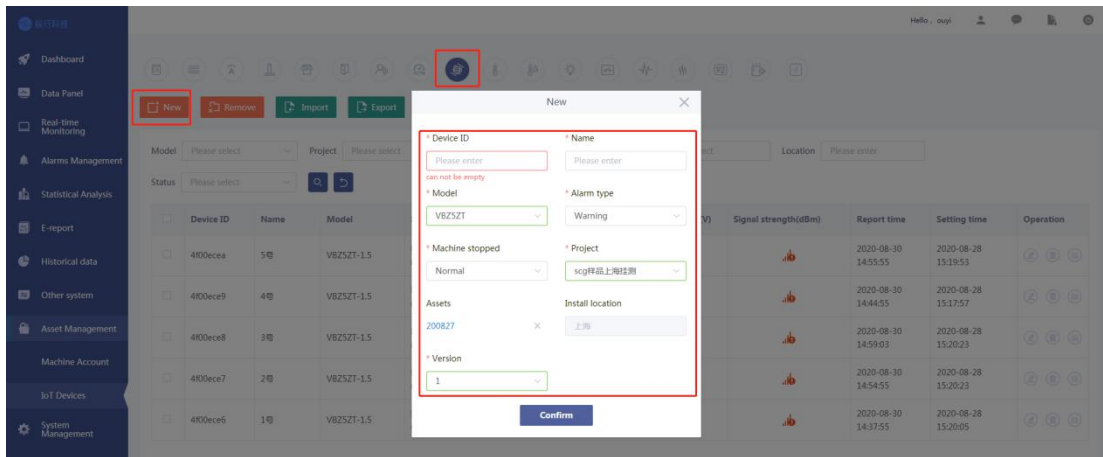 Hello， ouyi
Dashboard
Data Panel
Real-time
Monitoring
Alarms Management
Statistical Analysis
E-report
Historical data
Other system
Asset Management
Machine Account
IoT Devices
System
Management
New
Remove
Import
Export
Model
Please select
Project
Please select
Location
Please enter
Status
Please select
Device ID
Name
Model
Signal strength(dBm)
Report time
Setting time
Operation
4f00ecea
5号
VBZ5ZT-1.5
2020-08-30
14:55:55
2020-08-28
15:19:53
4f00ece9
4号
VBZ5ZT-1.5
2020-08-30
14:44:55
2020-08-28
15:17:57
4f00ece8
3号
VBZ5ZT-1.5
2020-08-30
14:59:03
2020-08-28
15:20:23
4f00ece7
2号
VBZ5ZT-1.5
2020-08-30
14:54:55
2020-08-28
15:20:23
4f00ece6
1号
VBZ5ZT-1.5
2020-08-30
14:37:55
2020-08-28
15:20:05
New
* Device ID
* Name
Please enter
Please enter
can not be empty
* Model
* Alarm type
VBZ5ZT
Warning
* Machine stopped
* Project
Normal
scg样品上海挂测
Assets
Install location
200827
上海
* Version
1
Confirm